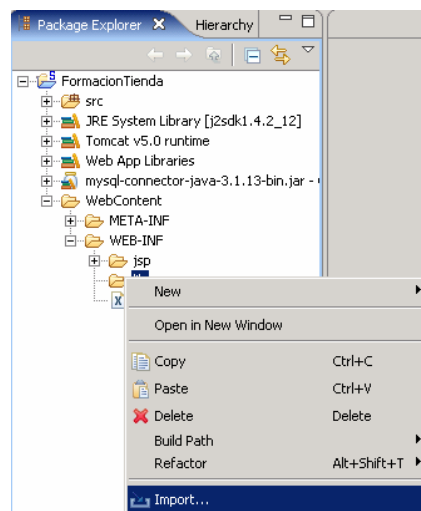 Package Explorer Hierarchy
FormacionTienda
src
JRE System Library [j2sdk1.4.2_12]
Tomcat v5.0 runtime
Web App Libraries
mysql-connector-java-3.1.13-bin.jar -
WebContent
META-INF
WEB-INF
jsp
New
Open in New Window
Copy Ctrl+C
Paste Ctrl+V
Delete Delete
Build Path
Refactor Alt+Shift+T
Import...